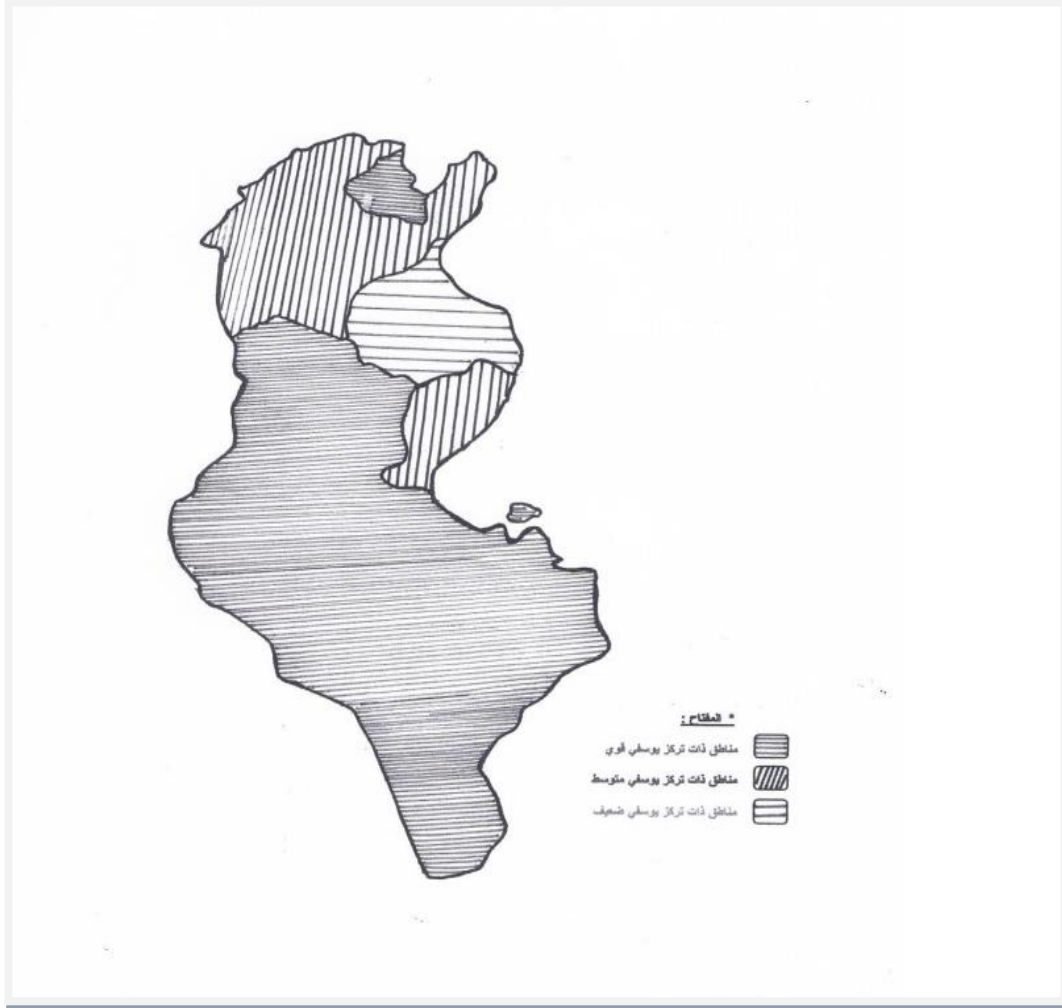 * المفتاح :
مناطق ذات تركز يوسفي قوي
مناطق ذات تركز يوسفي متوسط
مناطق ذات تركز يوسفي ضعيف